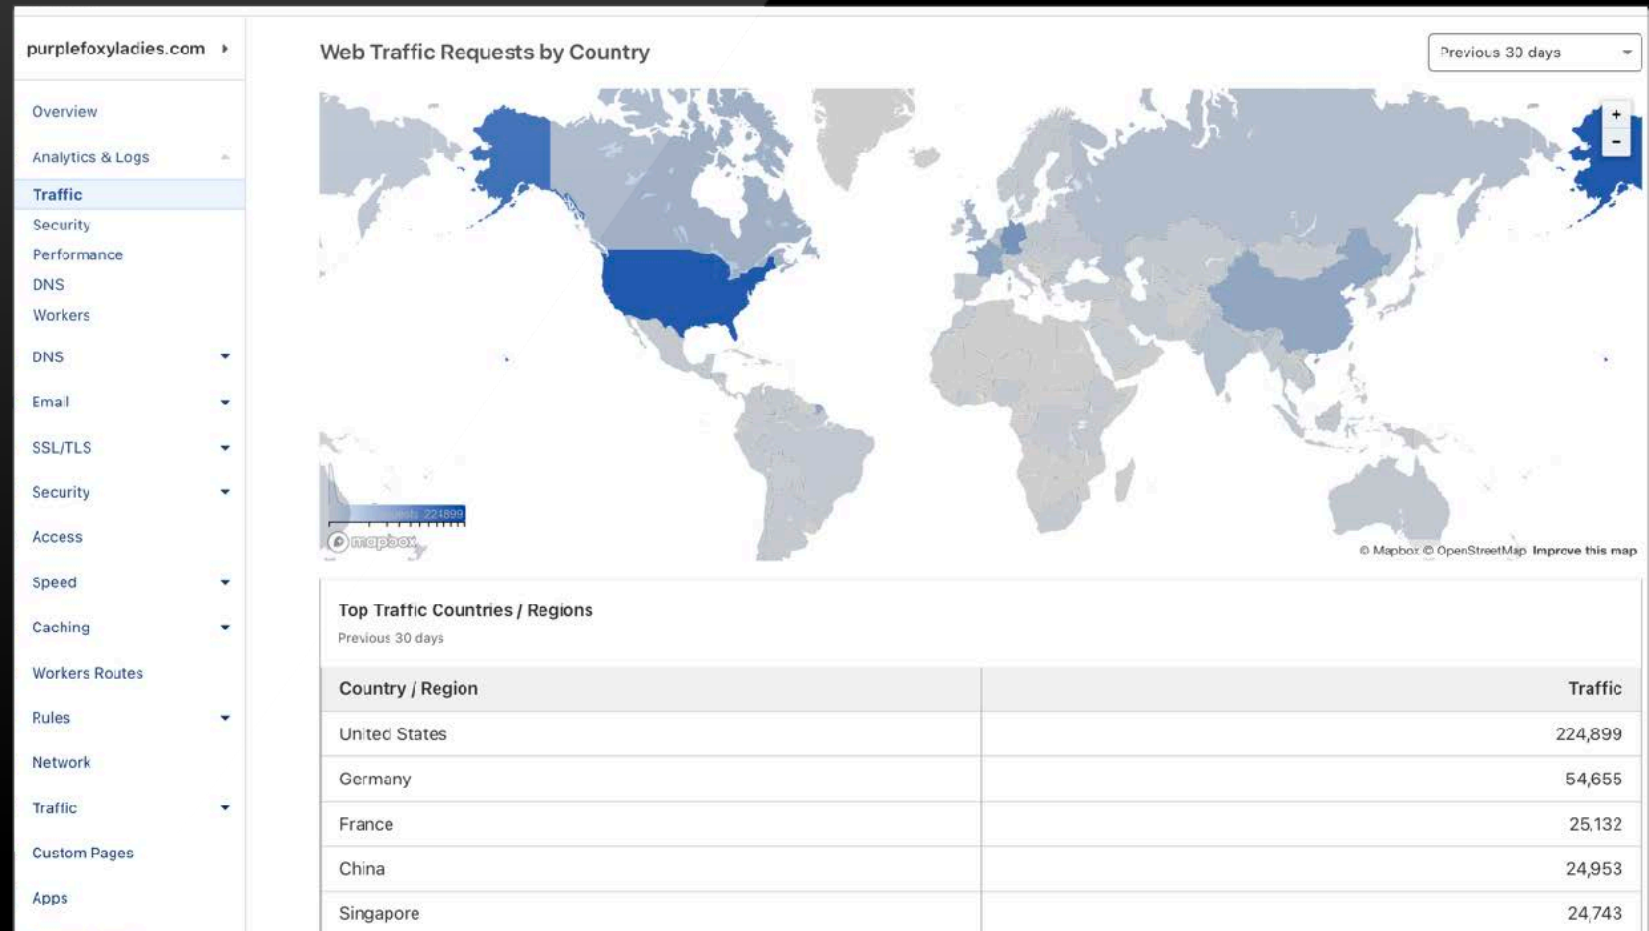 purplefoxyladies.com
Overview
Analytics & Logs
Traffic
Security
Performance
DNS
Workers
DNS
Email
SSL/TLS
Security
Access
Speed
Caching
Workers Routes
Rules
Network
Traffic
Custom Pages
Apps
Web Traffic Requests by Country
Previous 30 days
+
-
224899
mapbox
© Mapbox © OpenStreetMap Improve this map
Top Traffic Countries / Regions
Previous 30 days
Country / Region Traffic
United States 224,899
Germany 54,655
France 25,132
China 24,953
Singapore 24,743